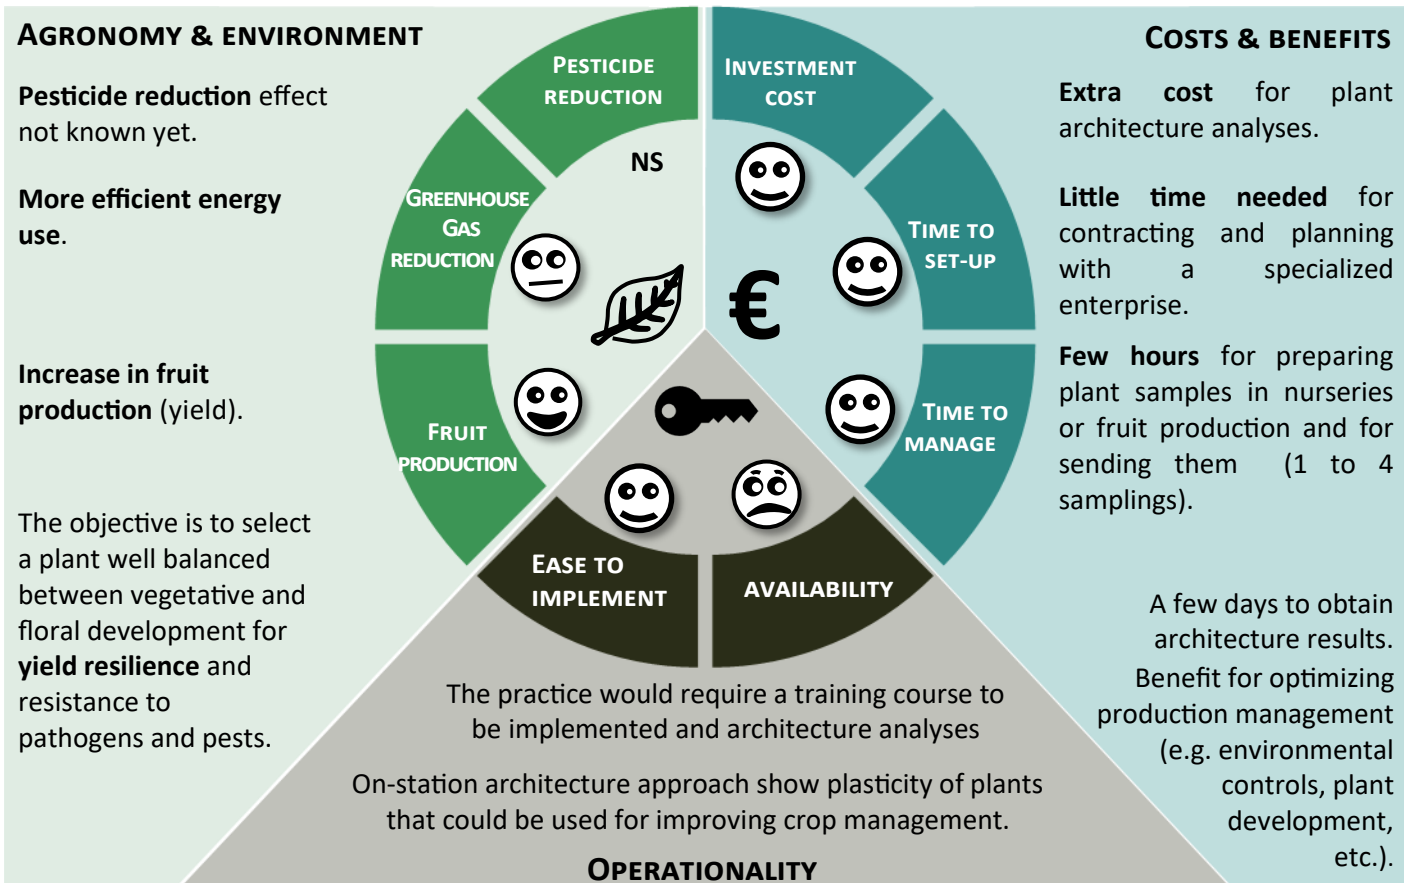 AGRONOMY & ENVIRONMENT
Pesticide reduction effect
not known yet.
More efficient energy
use.
Increase in fruit
production (yield).
The objective is to select
a plant well balanced
between vegetative and
floral development for
yield resilience and
resistance to
pathogens and pests.
PESTICIDE
REDUCTION
NS
GREENHOUSE
GAS
REDUCTION
FRUIT
PRODUCTION
INVESTMENT
COST
TIME TO
SET-UP
€
TIME TO
MANAGE
EASE TO
IMPLEMENT
AVAILABILITY
COSTS & BENEFITS
Extra cost for plant
architecture analyses.
Little time needed for
contracting and planning
with a specialized
enterprise.
Few hours for preparing
plant samples in nurseries
or fruit production and for
sending them (1 to 4
samplings).
A few days to obtain
architecture results.
Benefit for optimizing
production management
(e.g. environmental
controls, plant
development,
etc.).
The practice would require a training course to
be implemented and architecture analyses
On-station architecture approach show plasticity of plants
that could be used for improving crop management.
OPERATIONALITY